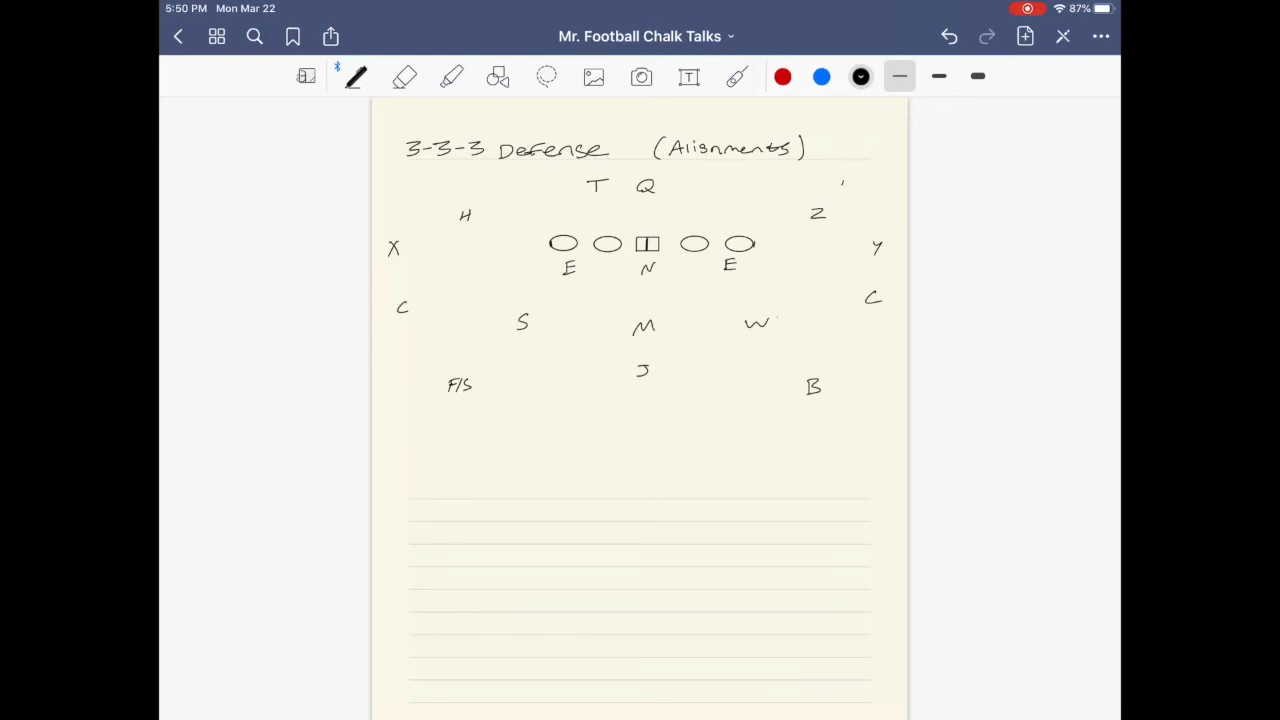 5:50 PM Mon Mar 22
87%
Mr. Football Chalk Talks
T
3-3-3 Defense (Alignments)
T Q
H Z
X Y
E N E
C C
S M W
J
F/S B